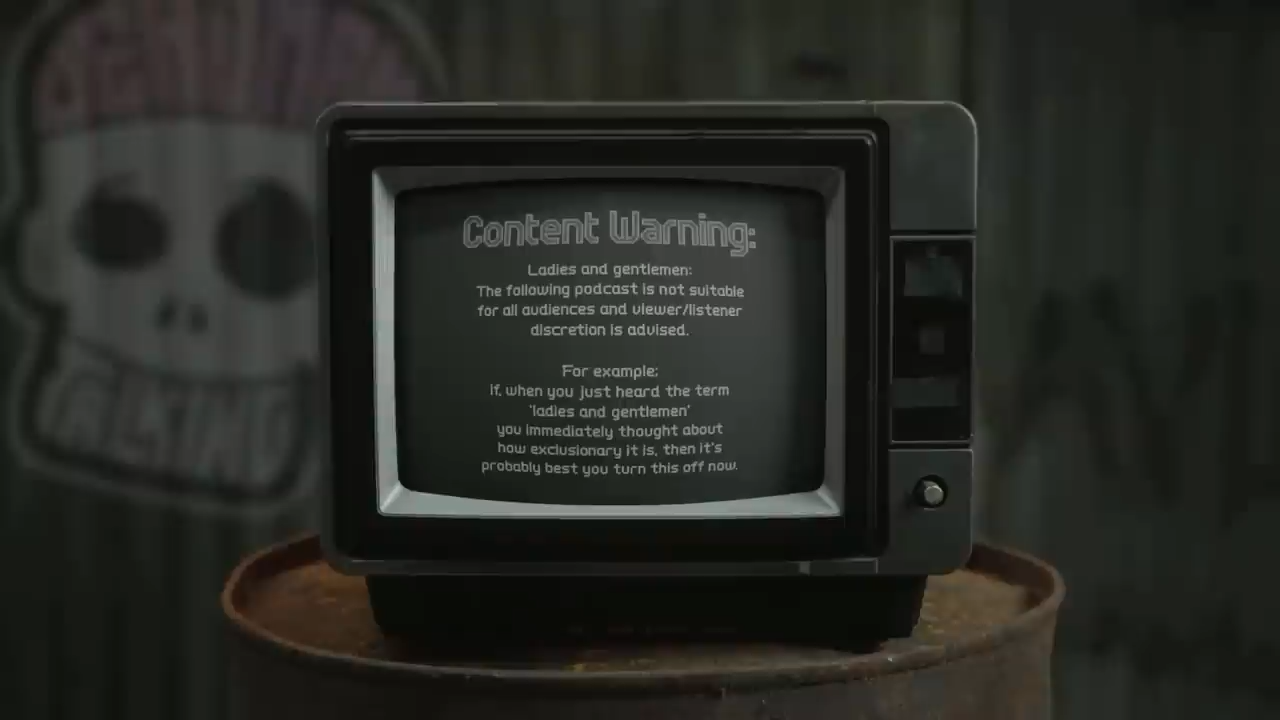 Content Warning:
Ladies and gentlemen:
The following podcast is not suitable
for all audiences and viewer/listener
discretion is advised.
For example:
if, when you just heard the term
'ladies and gentlemen'
you immediately thought about
how exclusionary it is, then it's
probably best you turn this off now.